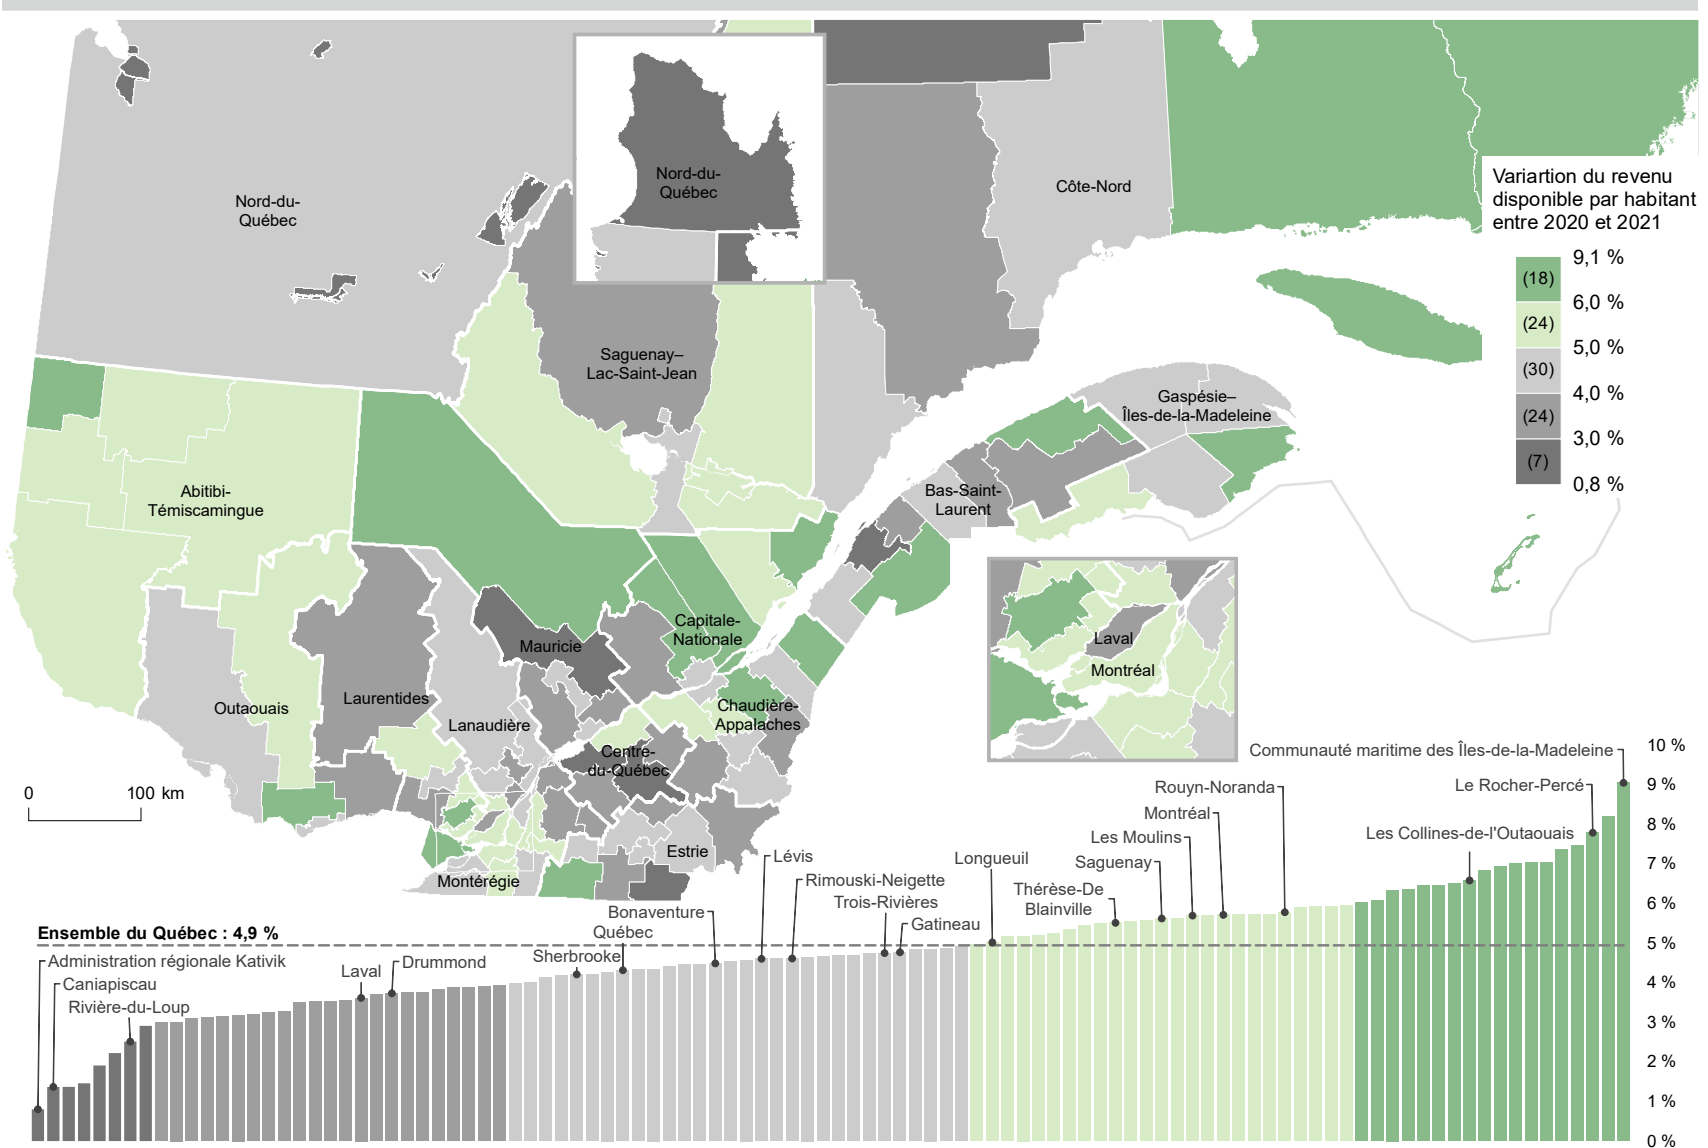 Nord-du-
Québec
Nord-du-
Québec
Côte-Nord
Variartion du revenu
disponible par habitant
entre 2020 et 2021
9,1 %
(18)
6,0 %
(24)
5,0 %
(30)
4,0 %
(24)
3,0 %
(7)
0,8 %
Saguenay–
Lac-Saint-Jean
Gaspésie–
Îles-de-la-Madeleine
Abitibi-
Témiscamingue
Bas-Saint-
Laurent
Capitale-
Nationale
Mauricie
Laval
Montréal
Outaouais
Laurentides
Lanaudière
Chaudière-
Appalaches
Centre-
du-Québec
Estrie
Montérégie
0
100 km
Ensemble du Québec : 4,9 %
Administration régionale Kativik
Caniapiscau
Rivière-du-Loup
Laval
Drummond
Sherbrooke
Québec
Bonaventure
Lévis
Rimouski-Neigette
Trois-Rivières
Gatineau
Longueuil
Thérèse-De
Blainville
Saguenay
Les Moulins
Montréal
Rouyn-Noranda
Les Collines-de-l'Outaouais
Le Rocher-Percé
Communauté maritime des Îles-de-la-Madeleine
10 %
9 %
8 %
7 %
6 %
5 %
4 %
3 %
2 %
1 %
0 %